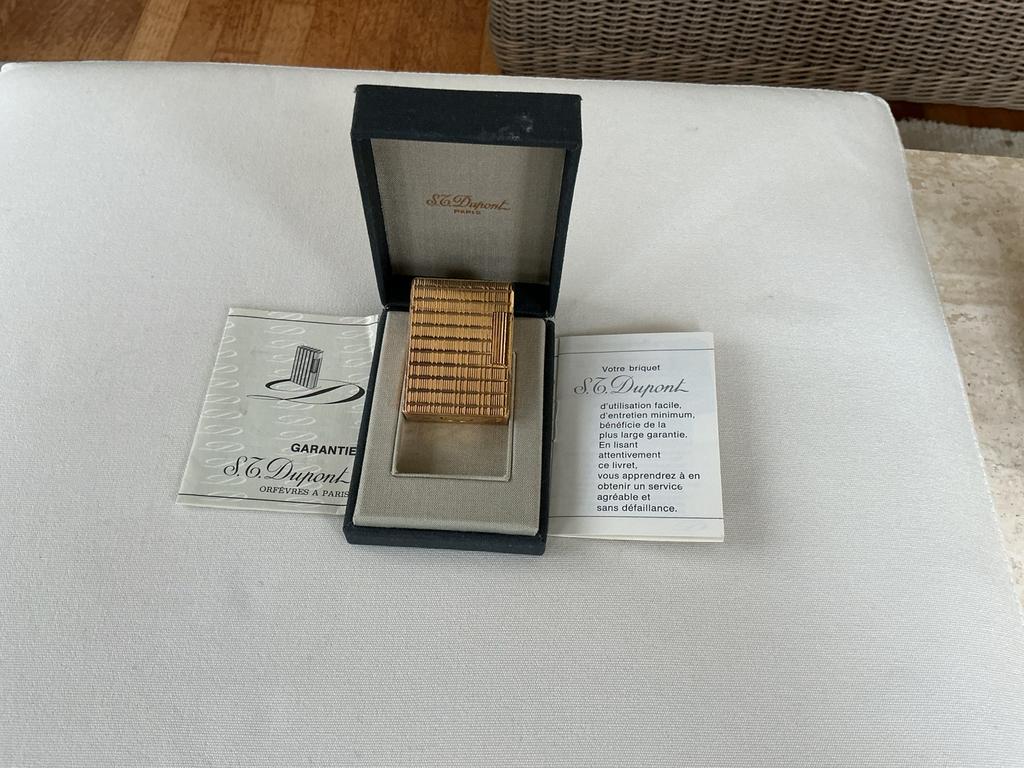 S.T. Dupont
PARIS
GARANTIE
S.T. Dupont
ORFÈVRES A PARIS
Votre briquet
S.T. Dupont
d'utilisation facile,
d'entretien minimum,
bénéficie de la
plus large garantie.
En lisant
attentivement
ce livret,
vous apprendrez à en
obtenir un service
agréable et
sans défaillance.